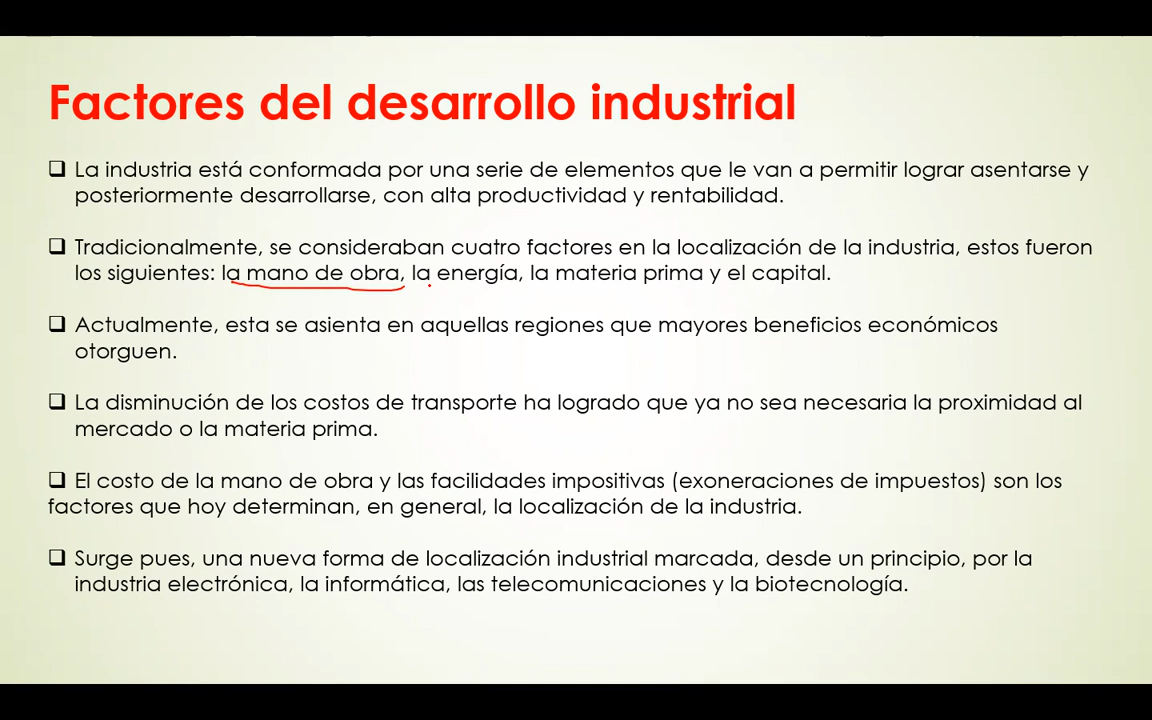 Factores del desarrollo industrial
❑ La industria está conformada por una serie de elementos que le van a permitir lograr asentarse y
posteriormente desarrollarse, con alta productividad y rentabilidad.
❑ Tradicionalmente, se consideraban cuatro factores en la localización de la industria, estos fueron
los siguientes: la mano de obra, la energía, la materia prima y el capital.
❑ Actualmente, esta se asienta en aquellas regiones que mayores beneficios económicos
otorguen.
❑ La disminución de los costos de transporte ha logrado que ya no sea necesaria la proximidad al
mercado o la materia prima.
❑ El costo de la mano de obra y las facilidades impositivas (exoneraciones de impuestos) son los
factores que hoy determinan, en general, la localización de la industria.
❑ Surge pues, una nueva forma de localización industrial marcada, desde un principio, por la
industria electrónica, la informática, las telecomunicaciones y la biotecnología.